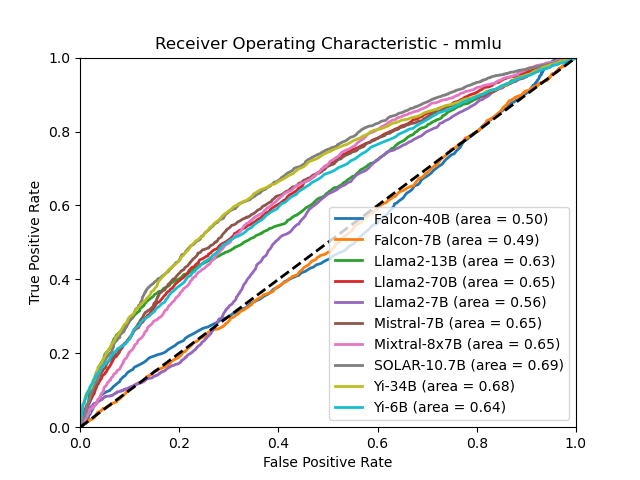 Receiver Operating Characteristic - mmlu
True Positive Rate
1.0
0.8
0.6
0.4
0.2
0.0
Falcon-40B (area = 0.50)
Falcon-7B (area = 0.49)
Llama2-13B (area = 0.63)
Llama2-70B (area = 0.65)
Llama2-7B (area = 0.56)
Mistral-7B (area = 0.65)
Mixtral-8x7B (area = 0.65)
SOLAR-10.7B (area = 0.69)
Yi-34B (area = 0.68)
Yi-6B (area = 0.64)
0.0 0.2 0.4 0.6 0.8 1.0
False Positive Rate